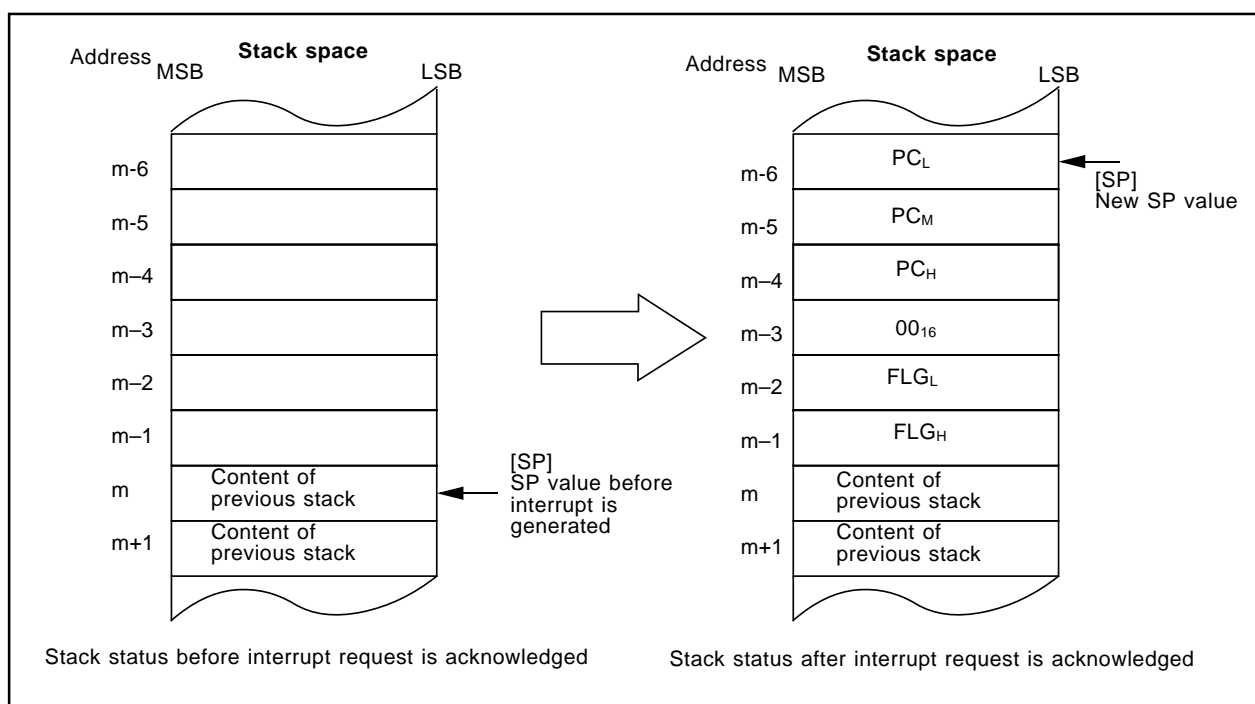 Address
MSB
Stack space
LSB
m-6
m-5
m–4
m–3
m–2
m–1
m
Content of
previous stack
m+1
Content of
previous stack
[SP]
SP value before
interrupt is
generated
Stack status before interrupt request is acknowledged
Address
MSB
Stack space
LSB
m-6
PCL
[SP]
New SP value
m-5
PCM
m–4
PCH
m–3
0016
m–2
FLGL
m–1
FLGH
m
Content of
previous stack
m+1
Content of
previous stack
Stack status after interrupt request is acknowledged